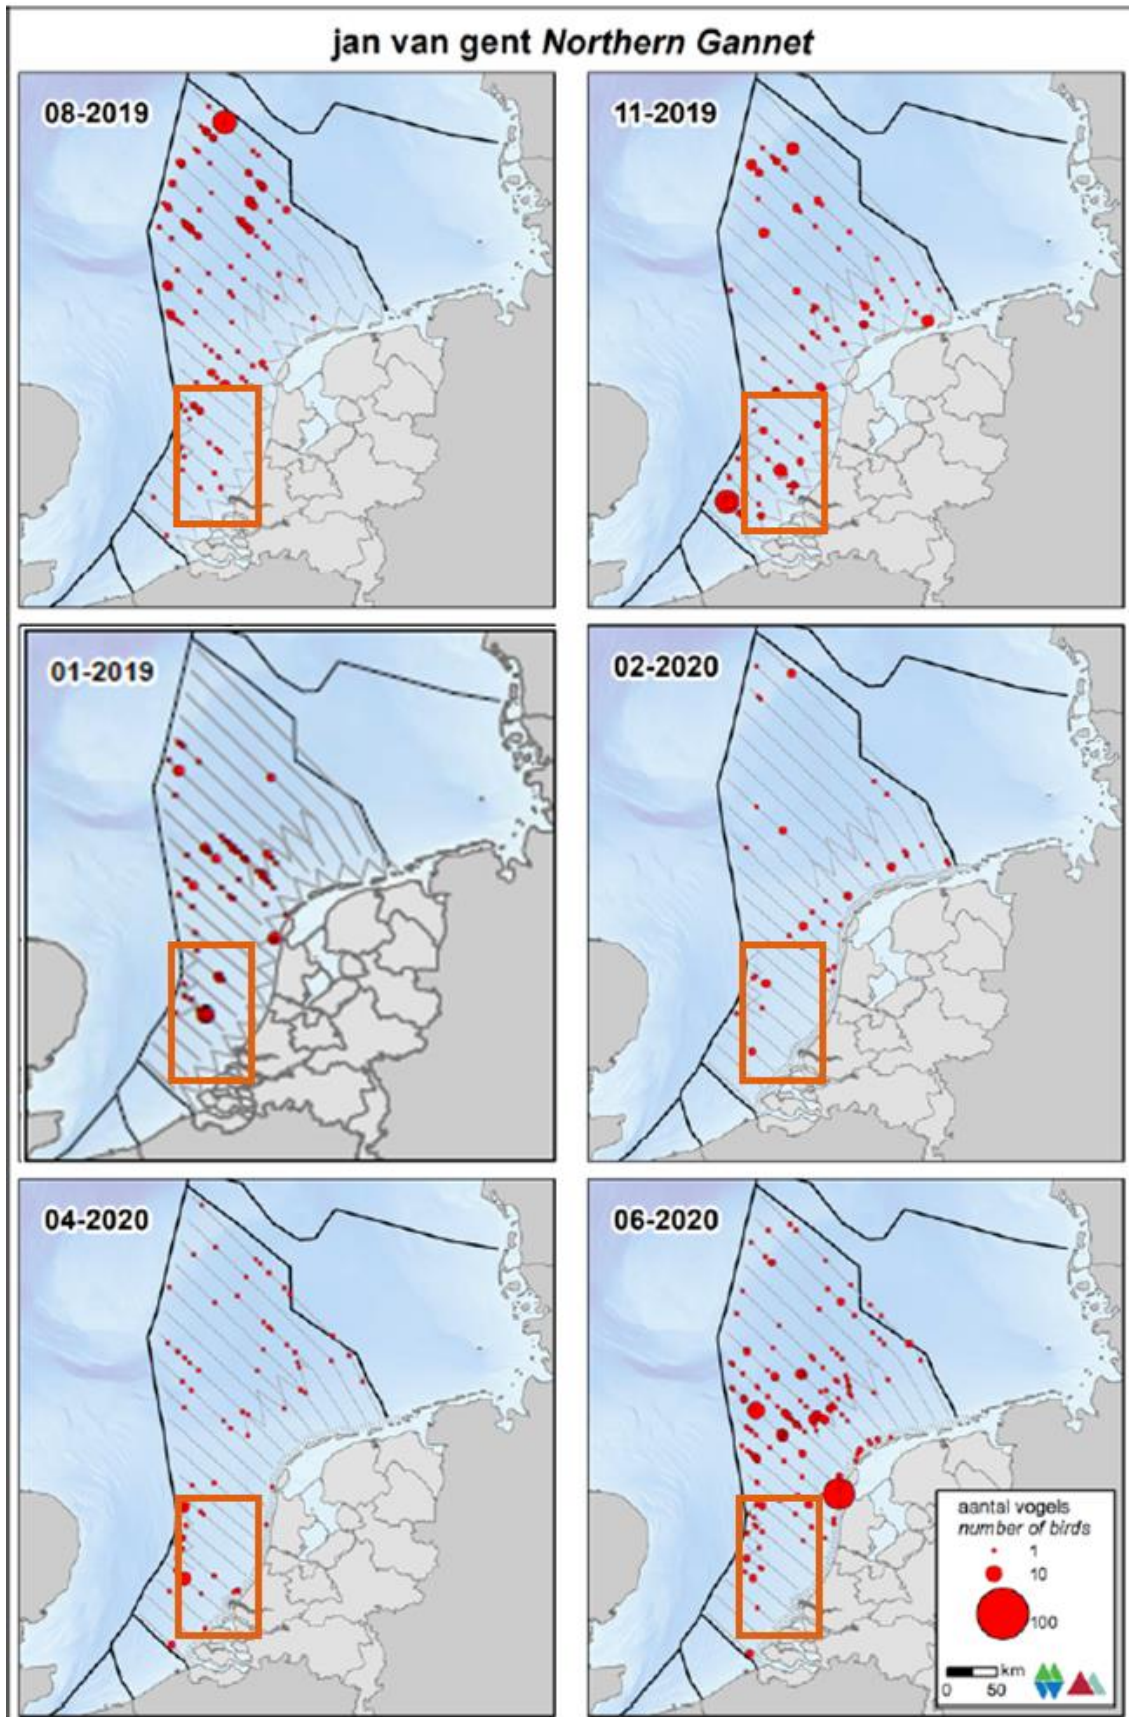 jan van gent Northern Gannet
08-2019
11-2019
01-2019
02-2020
04-2020
06-2020
aantal vogels
number of birds
1
10
100
km
0 50